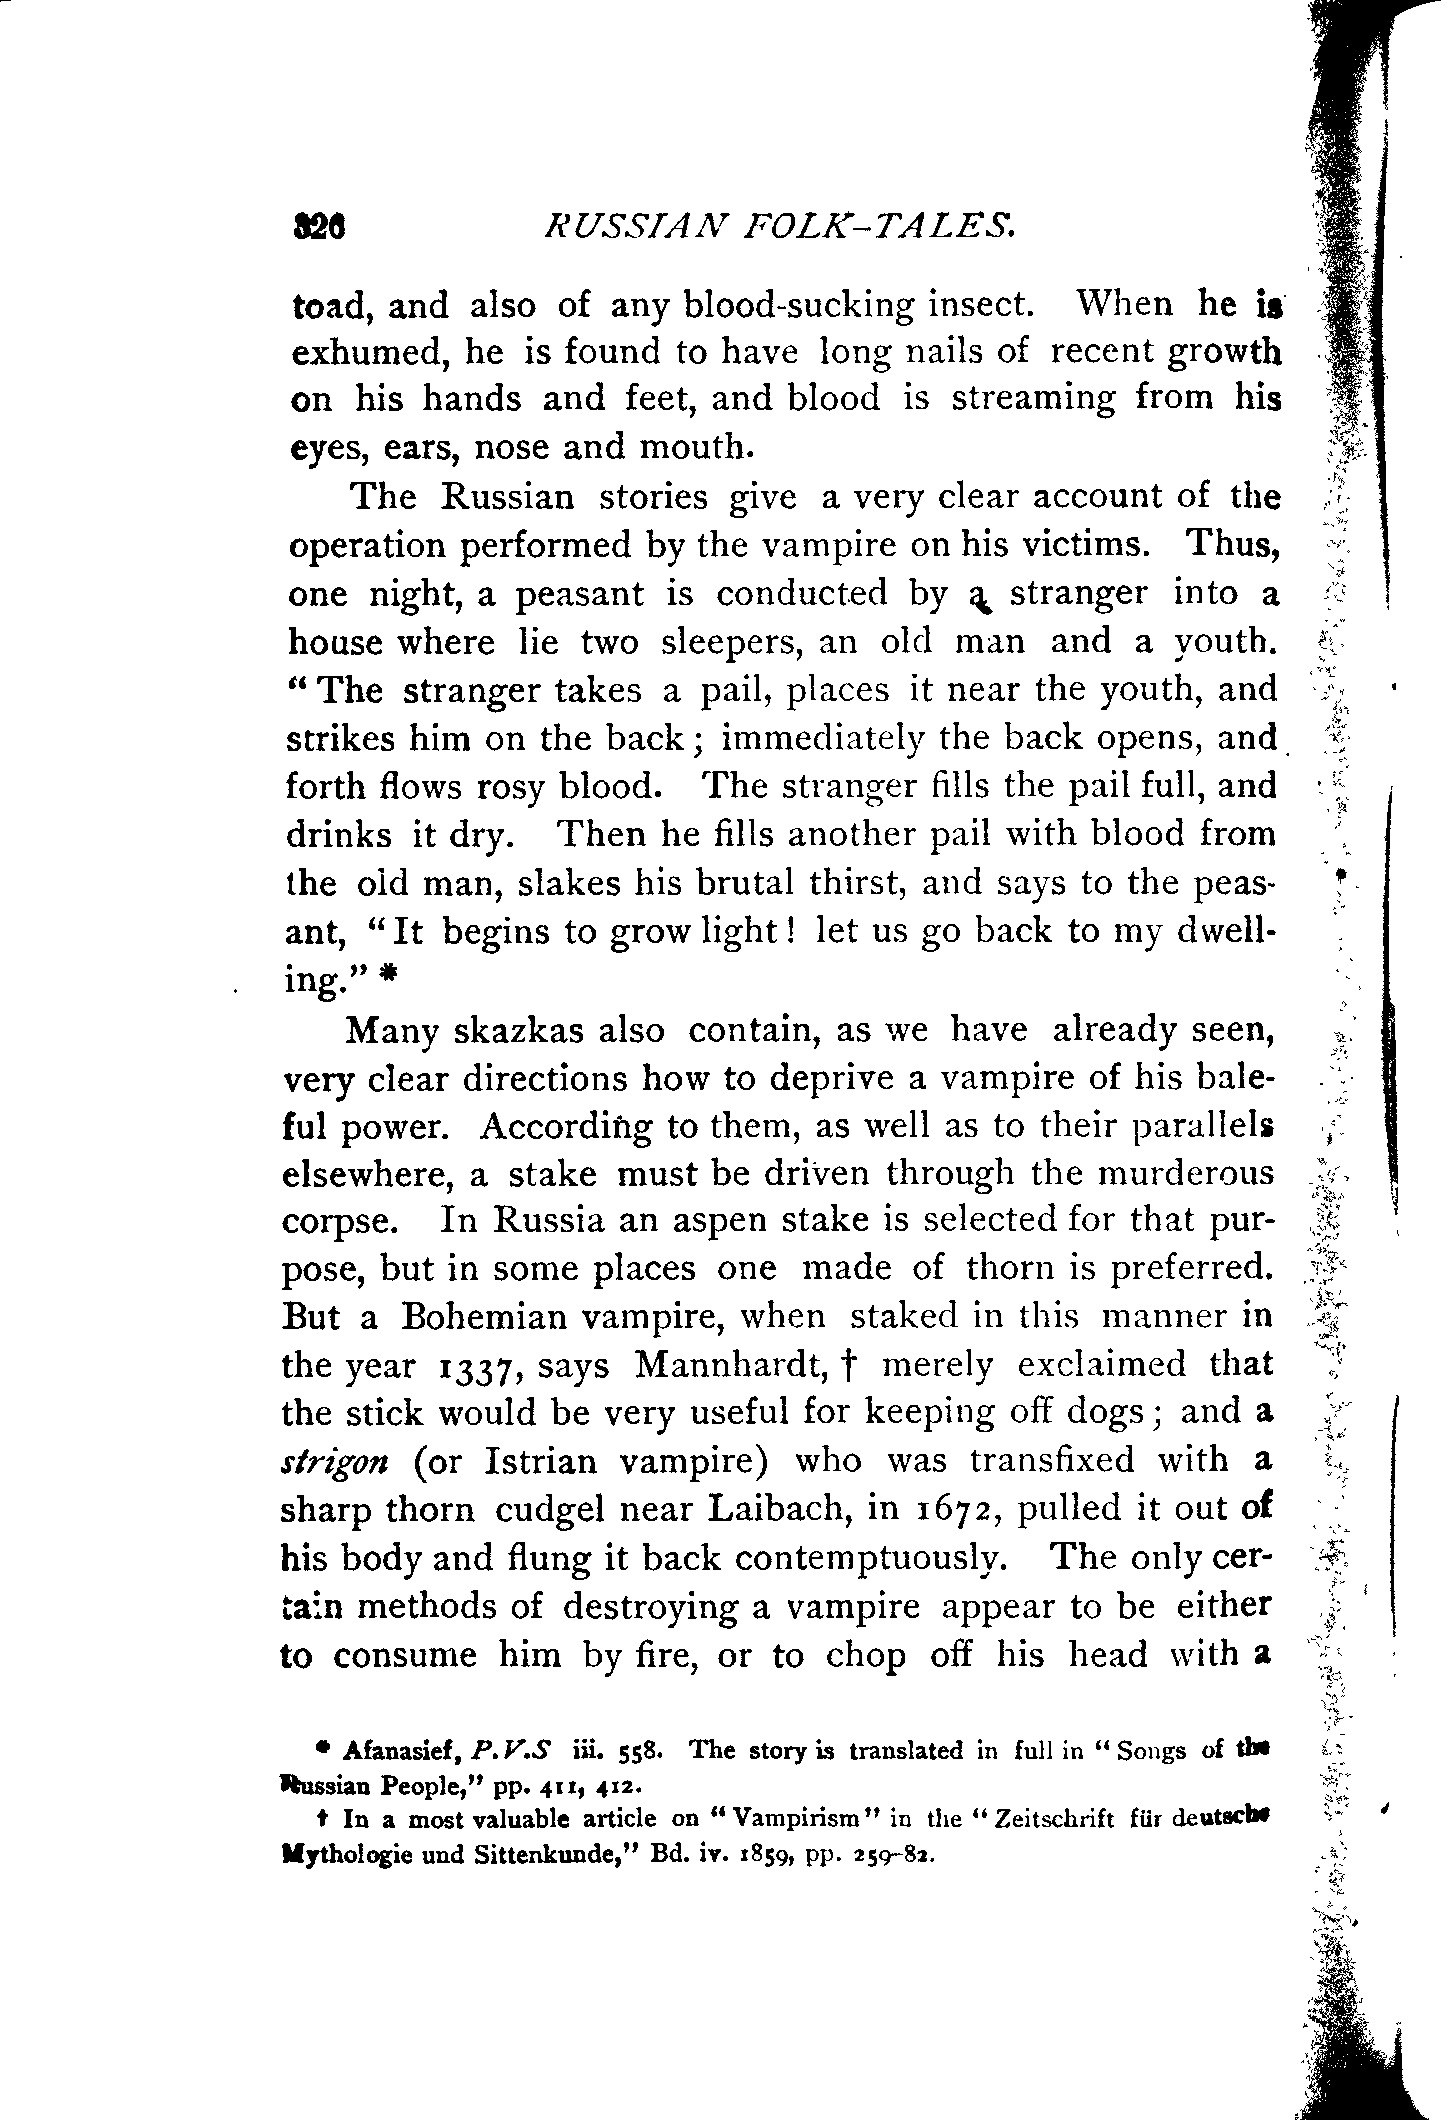 326 RUSSIAN FOLK-TALES.
toad, and also of any blood-sucking insect. When he is
exhumed, he is found to have long nails of recent growth
on his hands and feet, and blood is streaming from his
eyes, ears, nose and mouth.
The Russian stories give a very clear account of the
operation performed by the vampire on his victims. Thus,
one night, a peasant is conducted by a stranger into a
house where lie two sleepers, an old man and a youth.
“The stranger takes a pail, places it near the youth, and
strikes him on the back; immediately the back opens, and
forth flows rosy blood. The stranger fills the pail full, and
drinks it dry. Then he fills another pail with blood from
the old man, slakes his brutal thirst, and says to the peas-
ant, “It begins to grow light! let us go back to my dwell-
ing.” *
Many skazkas also contain, as we have already seen,
very clear directions how to deprive a vampire of his bale-
ful power. According to them, as well as to their parallels
elsewhere, a stake must be driven through the murderous
corpse. In Russia an aspen stake is selected for that pur-
pose, but in some places one made of thorn is preferred.
But a Bohemian vampire, when staked in this manner in
the year 1337, says Mannhardt, † merely exclaimed that
the stick would be very useful for keeping off dogs; and a
strigon (or Istrian vampire) who was transfixed with a
sharp thorn cudgel near Laibach, in 1672, pulled it out of
his body and flung it back contemptuously. The only cer-
tain methods of destroying a vampire appear to be either
to consume him by fire, or to chop off his head with a
* Afanasief, P.V.S iii. 558. The story is translated in full in “Songs of the
Russian People,” pp. 411, 412.
† In a most valuable article on “Vampirism” in the “Zeitschrift für deutsche
Mythologie und Sittenkunde,” Bd. iv. 1859, pp. 259–82.